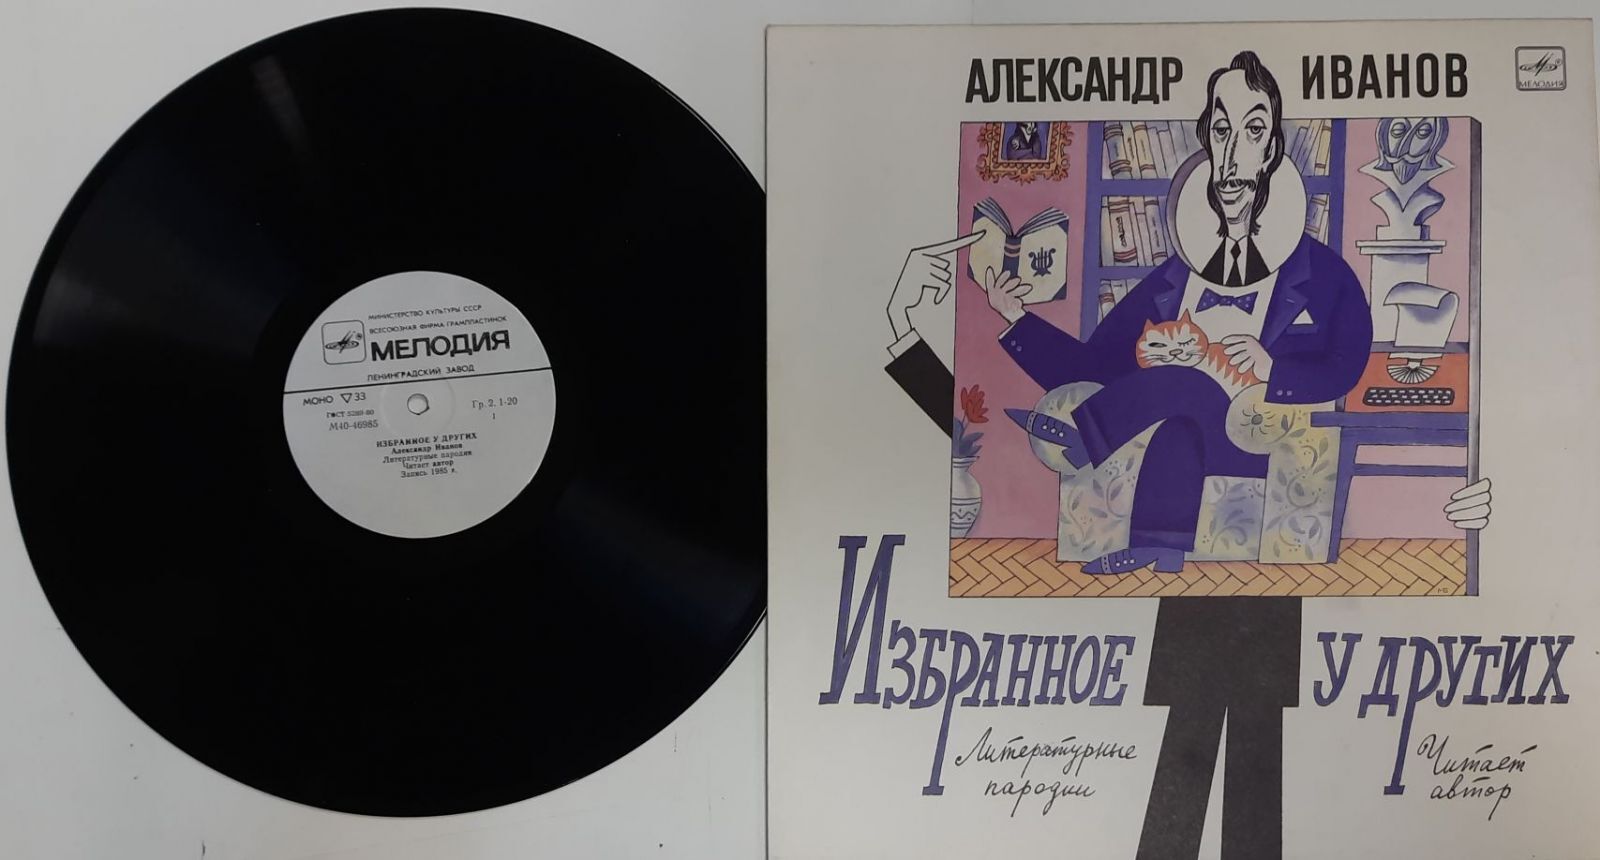 МИНИСТЕРСТВО КУЛЬТУРЫ СССР
ВСЕСОЮЗНАЯ ФИРМА ГРАМПЛАСТИНОК
МЕЛОДИЯ
ЛЕНИНГРАДСКИЙ ЗАВОД
МОНО 33
ГОСТ 5289-80
М40-46985
Гр. 2. 1-20
1
ИЗБРАННОЕ У ДРУГИХ
Александр Иванов
Литературные пародии
Читает автор
Запись 1985 г.
АЛЕКСАНДР ИВАНОВ
МЕЛОДИЯ
ИЗБРАННОЕ У ДРУГИХ
Литературные
пародии
Читает
автор
МБ